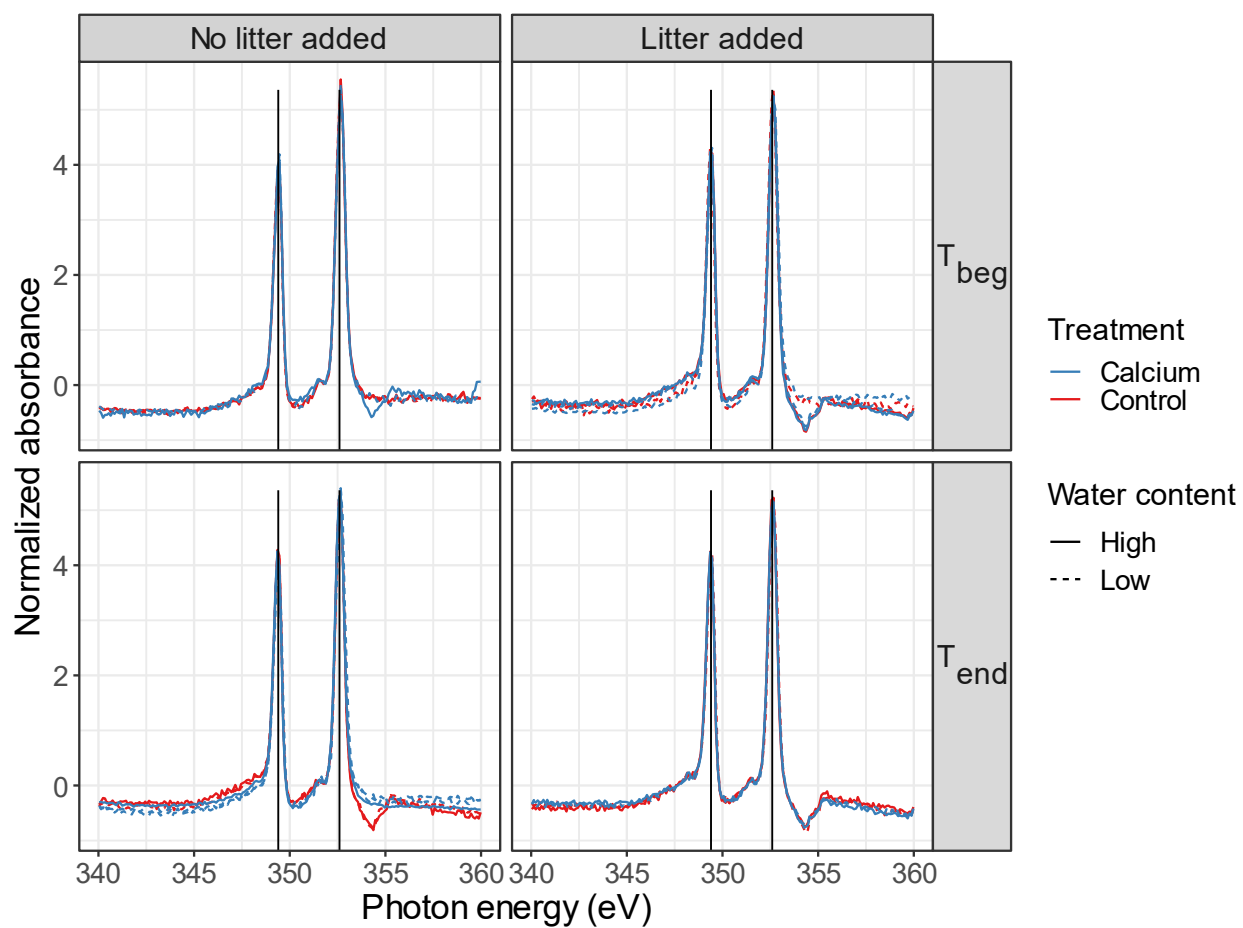 No litter added
Litter added
4
2
0
T beg
4
2
0
T end
Normalized absorbance
340 345 350 355 360 340 345 350 355 360
Photon energy (eV)
Treatment
Calcium
Control
Water content
High
Low